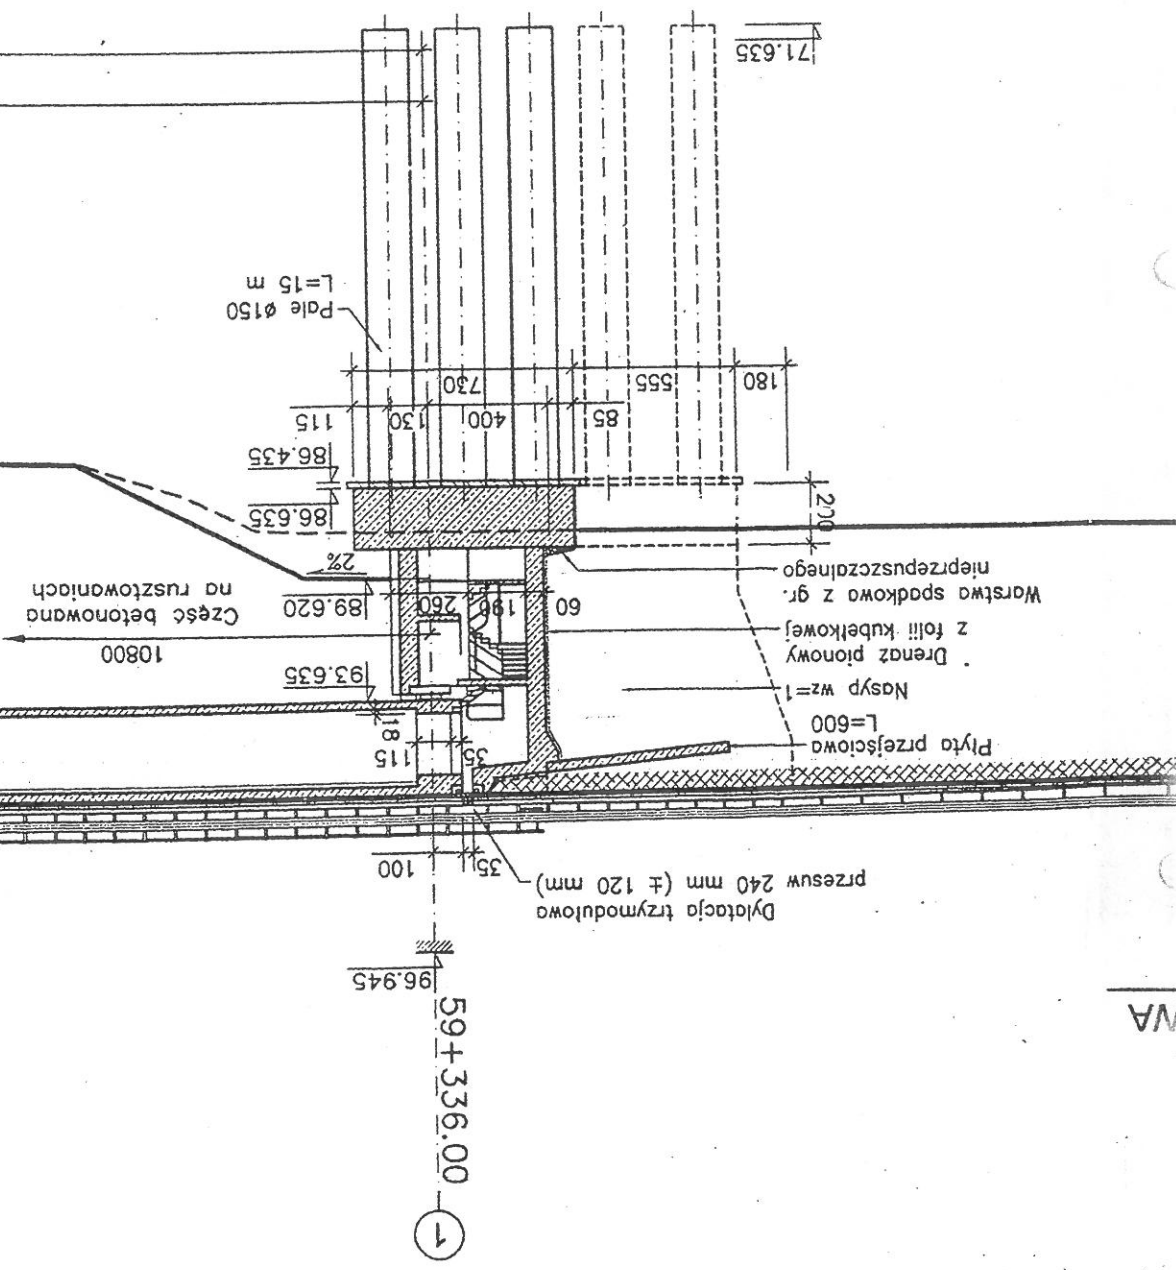 1
59+336.00
96.945
Dylatacja trzymodułowa
przesuw 240 mm (± 120 mm)
35
100
Płyta przejściowa
L=600
Nasyp wz=1
Drenaż pionowy
z folii kubełkowej
Warstwa spadkowa z gr.
nieprzepuszczalnego
35
115
18
93.635
10800
Część betonowana
na rusztowaniach
60
190
260
89.620
2%
200
86.635
86.435
85
400
130
115
180
555
730
Pale ø150
L=15 m
71.635